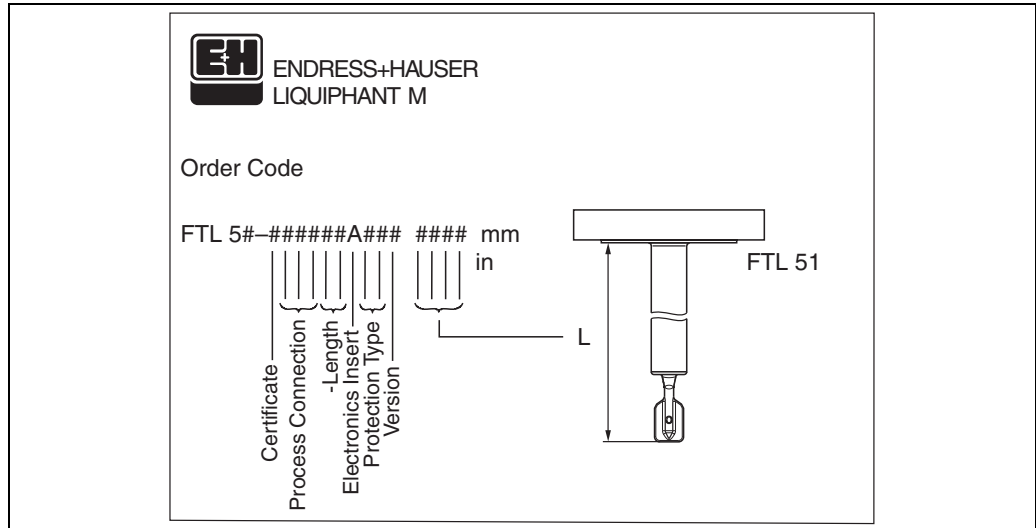 E+H
ENDRESS+HAUSER
LIQUIPHANT M
Order Code
FTL 5#–######A### #### mm
in
FTL 51
L
Certificate
Process Connection
-Length
Electronics Insert
Protection Type
Version